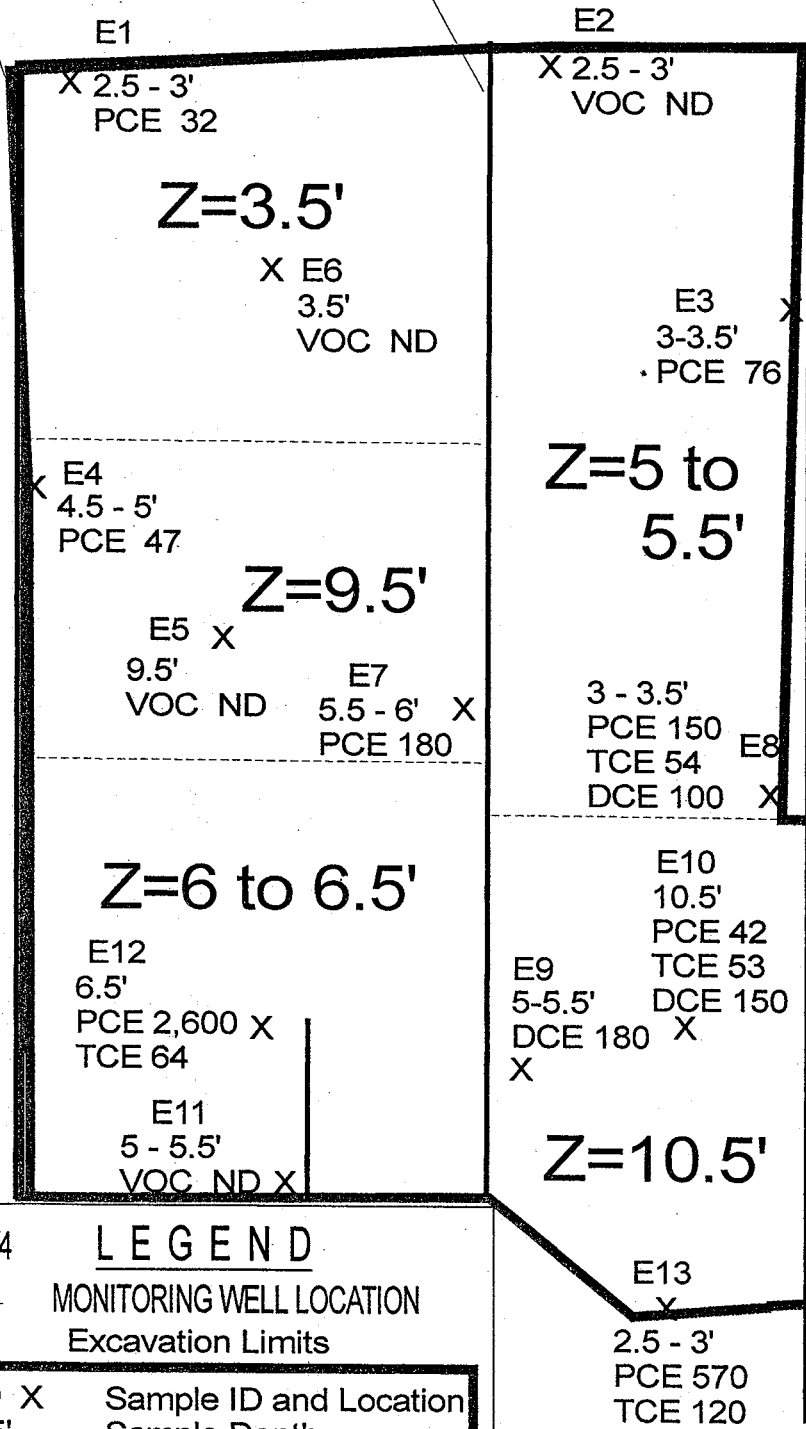 E1
E2
X 2.5 - 3'
PCE 32
X 2.5 - 3'
VOC ND
Z=3.5'
X E6
3.5'
VOC ND
E3
X
3-3.5'
PCE 76
E4
X
4.5 - 5'
PCE 47
Z=5 to
5.5'
Z=9.5'
E5 X
9.5'
VOC ND
E7
5.5 - 6' X
PCE 180
3 - 3.5'
PCE 150
TCE 54
E8
DCE 100 X
Z=6 to 6.5'
E12
6.5'
PCE 2,600 X
TCE 64
E10
10.5'
PCE 42
TCE 53
DCE 150
X
E9
5-5.5'
DCE 180
X
E11
5 - 5.5'
VOC ND X
Z=10.5'
E13
X
2.5 - 3'
PCE 570
TCE 120
4
LEGEND
MONITORING WELL LOCATION
Excavation Limits
X Sample ID and Location
Sample Depth